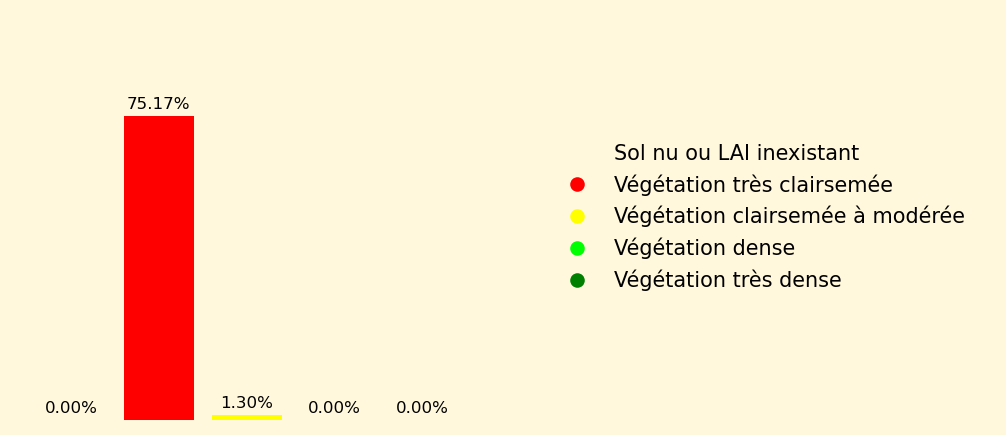 75.17%
0.00%
1.30%
0.00%
0.00%
Sol nu ou LAI inexistant
Végétation très clairsemée
Végétation clairsemée à modérée
Végétation dense
Végétation très dense